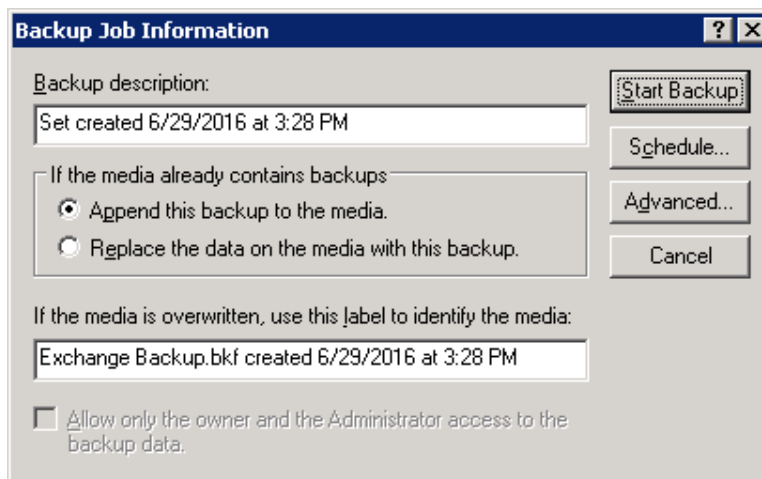 Backup Job Information
Backup description:
Set created 6/29/2016 at 3:28 PM
Start Backup
Schedule...
If the media already contains backups
Append this backup to the media.
Replace the data on the media with this backup.
Advanced...
Cancel
If the media is overwritten, use this label to identify the media:
Exchange Backup.bkf created 6/29/2016 at 3:28 PM
Allow only the owner and the Administrator access to the
backup data.